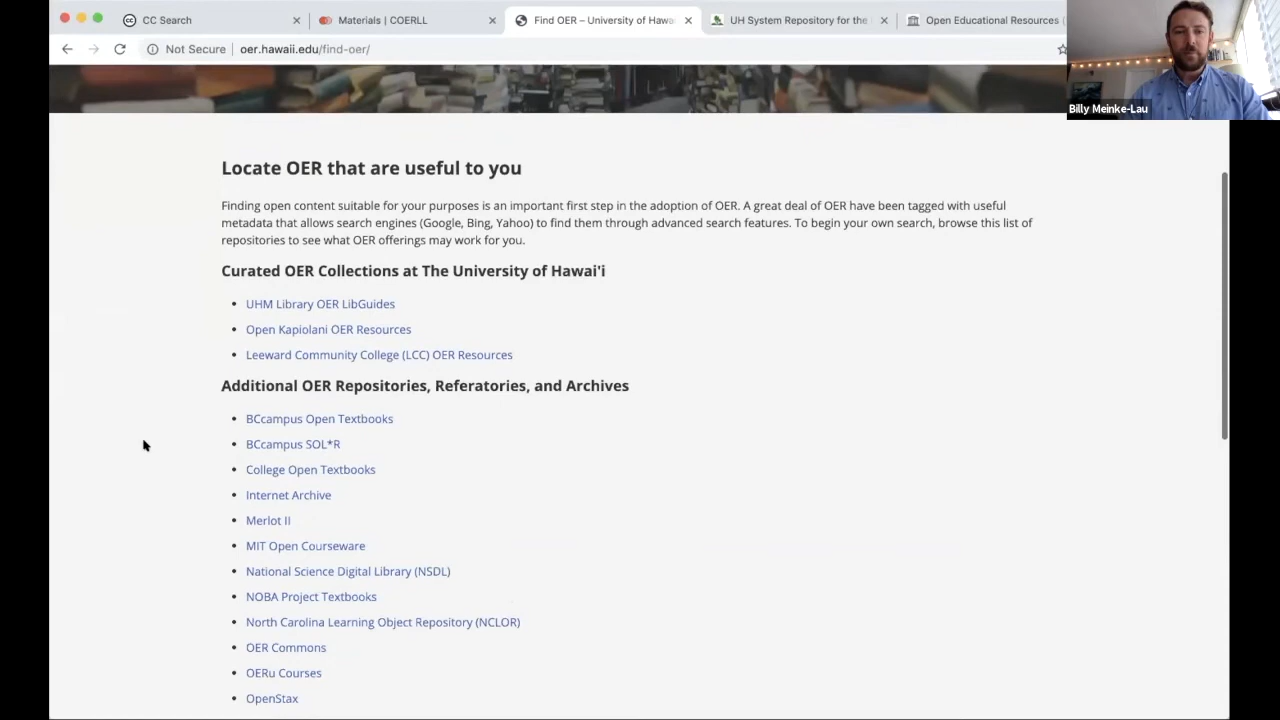 CC Search
Materials | COERLL
Find OER – University of Hawai
UH System Repository for the
Open Educational Resources
Not Secure
oer.hawaii.edu/find-oer/
Billy Meinke-Lau
Locate OER that are useful to you
Finding open content suitable for your purposes is an important first step in the adoption of OER. A great deal of OER have been tagged with useful
metadata that allows search engines (Google, Bing, Yahoo) to find them through advanced search features. To begin your own search, browse this list of
repositories to see what OER offerings may work for you.
Curated OER Collections at The University of Hawai'i
UHM Library OER LibGuides
Open Kapiolani OER Resources
Leeward Community College (LCC) OER Resources
Additional OER Repositories, Referatories, and Archives
BCcampus Open Textbooks
BCcampus SOL*R
College Open Textbooks
Internet Archive
Merlot II
MIT Open Courseware
National Science Digital Library (NSDL)
NOBA Project Textbooks
North Carolina Learning Object Repository (NCLOR)
OER Commons
OERu Courses
OpenStax